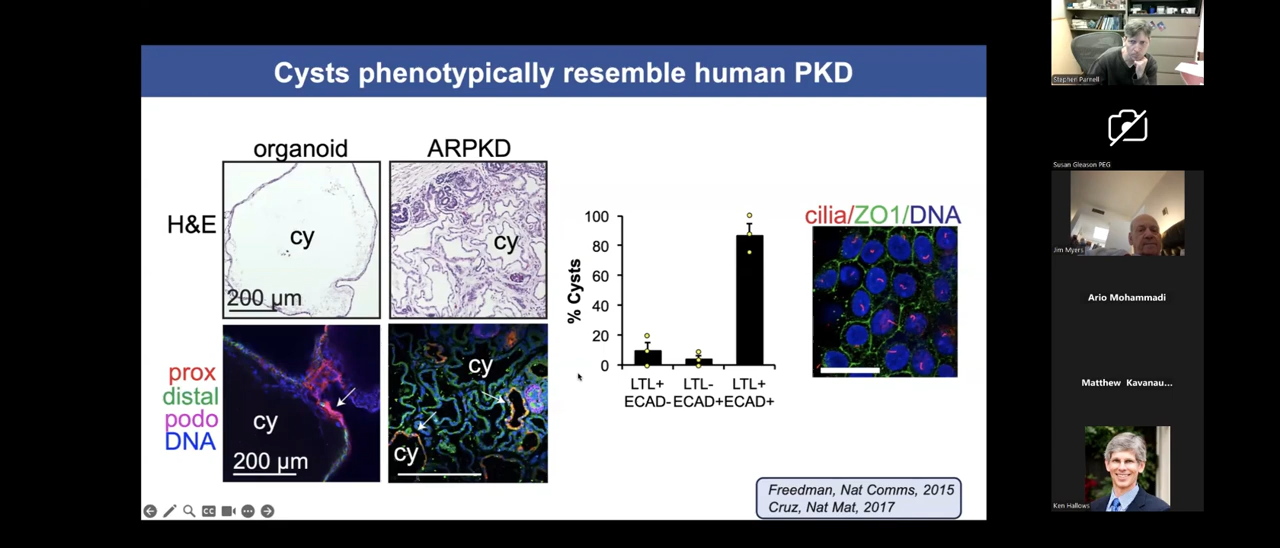 Cysts phenotypically resemble human PKD
organoid
ARPKD
H&E
cy
200 µm
cy
prox
distal
podo
DNA
cy
200 µm
cy
cy
% Cysts
100
80
60
40
20
0
LTL+
ECAD-
LTL-
ECAD+
LTL+
ECAD+
cilia/ZO1/DNA
Freedman, Nat Comms, 2015
Cruz, Nat Mat, 2017
CC
Stephen Parnell
Susan Gleason PEG
Jim Myers
Ario Mohammadi
Matthew Kavanau...
Ken Hallows